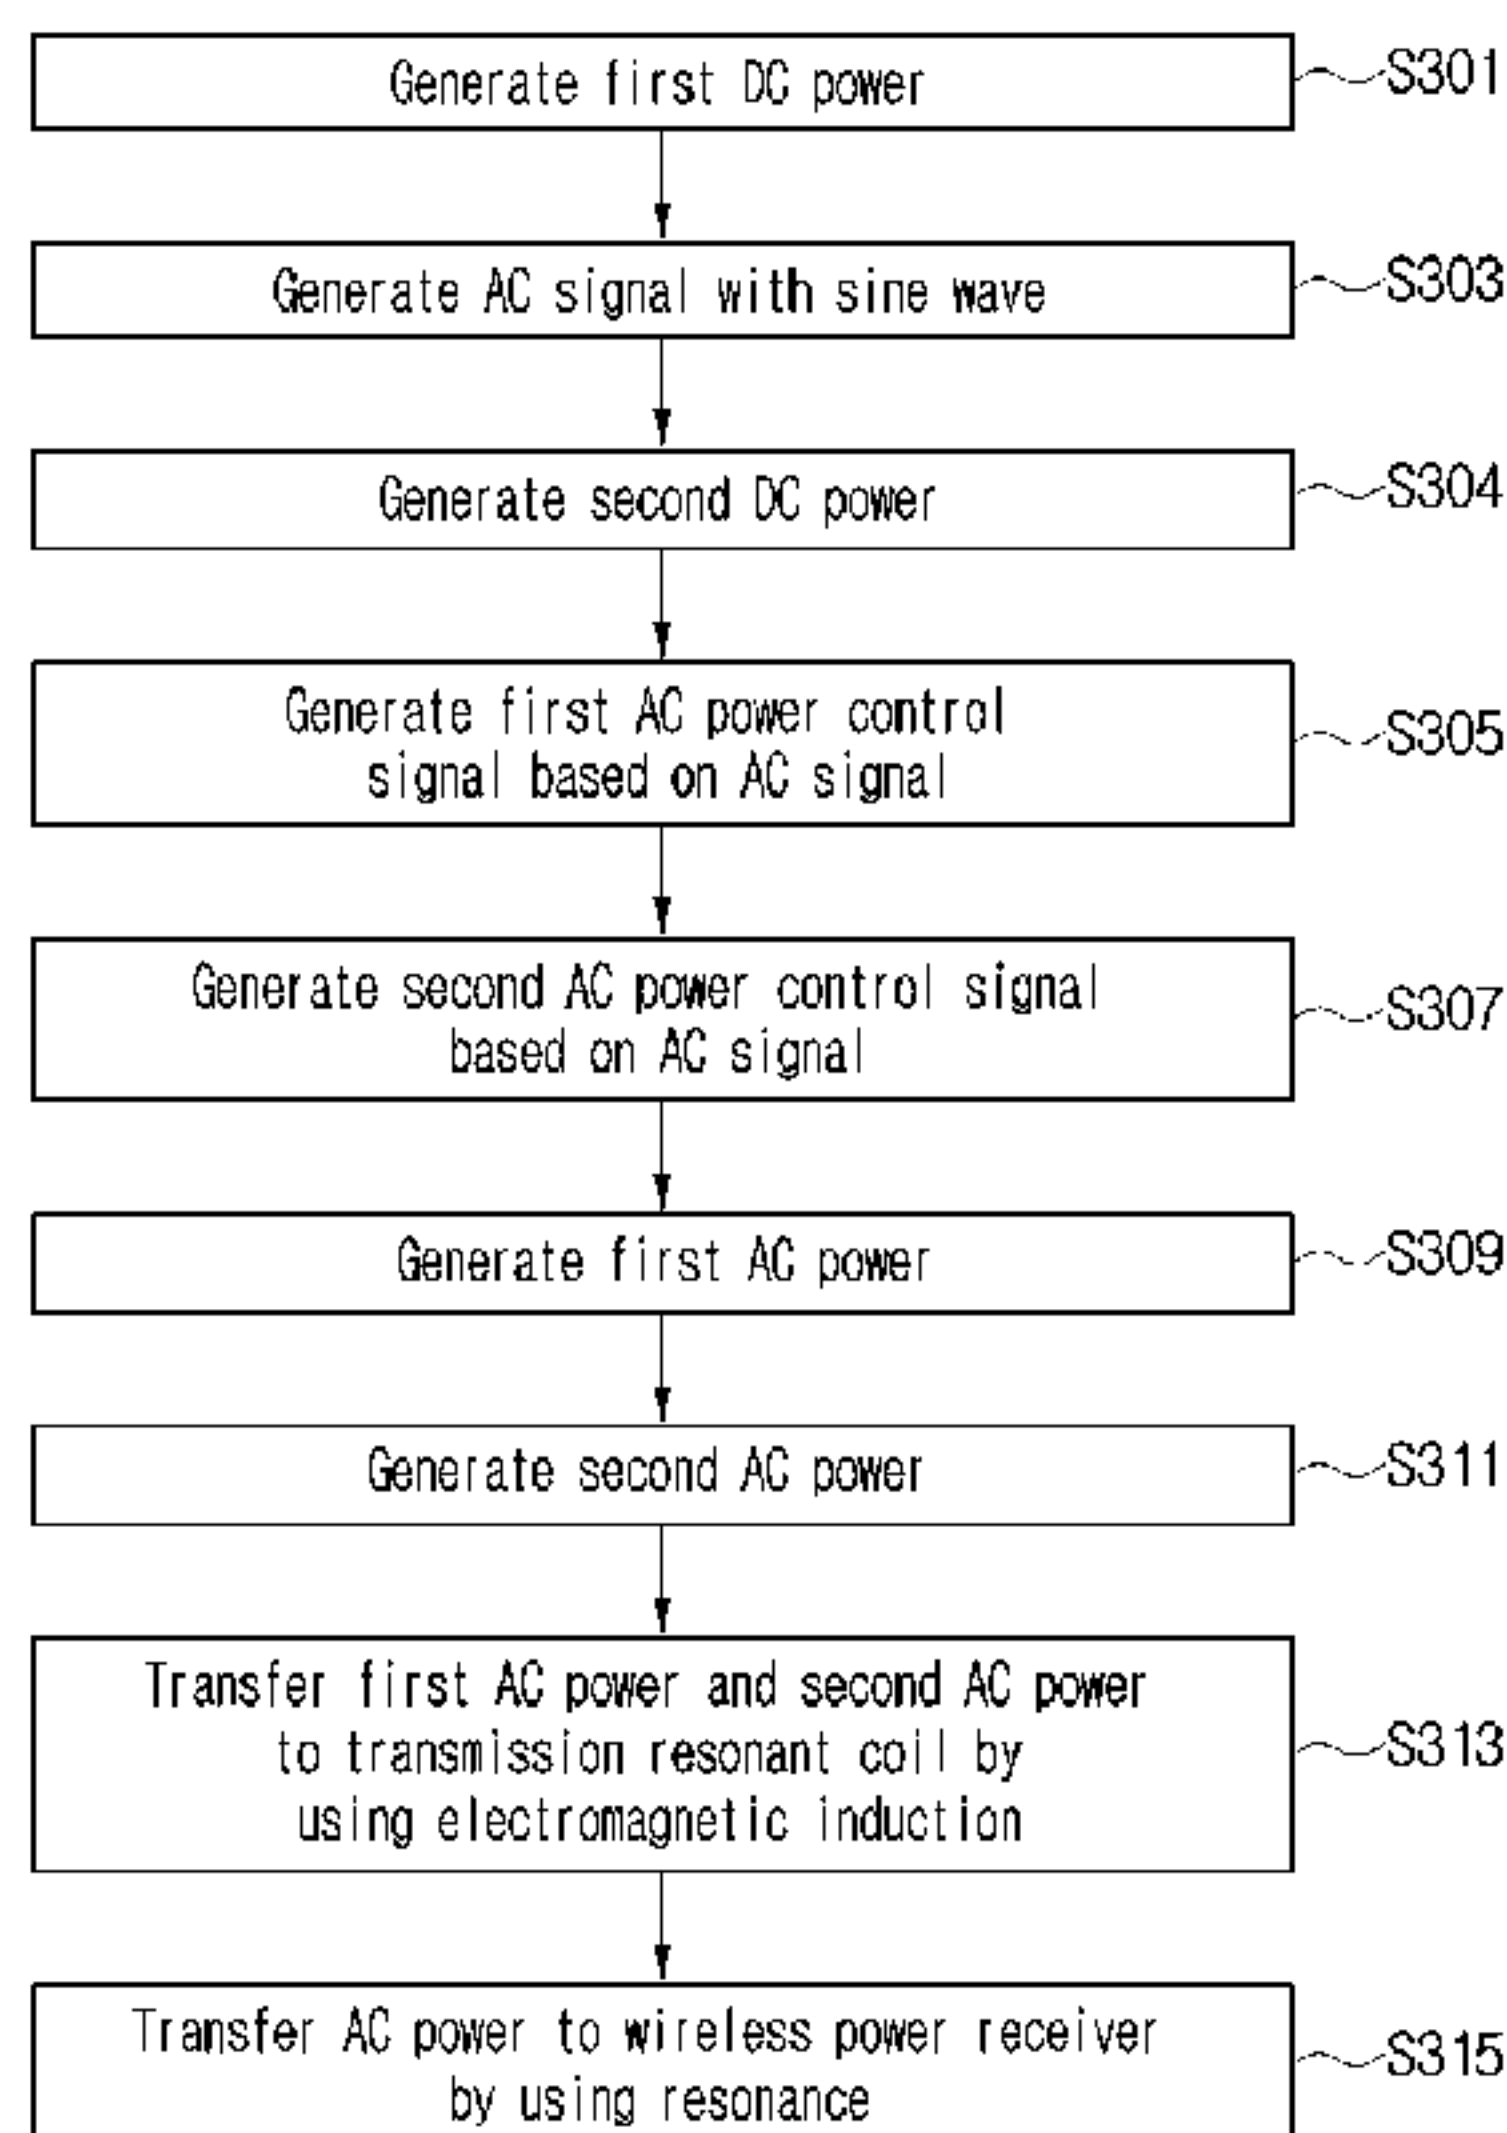 Generate first DC power
S301
Generate AC signal with sine wave
S303
Generate second DC power
S304
Generate first AC power control
signal based on AC signal
S305
Generate second AC power control signal
based on AC signal
S307
Generate first AC power
S309
Generate second AC power
S311
Transfer first AC power and second AC power
to transmission resonant coil by
using electromagnetic induction
S313
Transfer AC power to wireless power receiver
by using resonance
S315